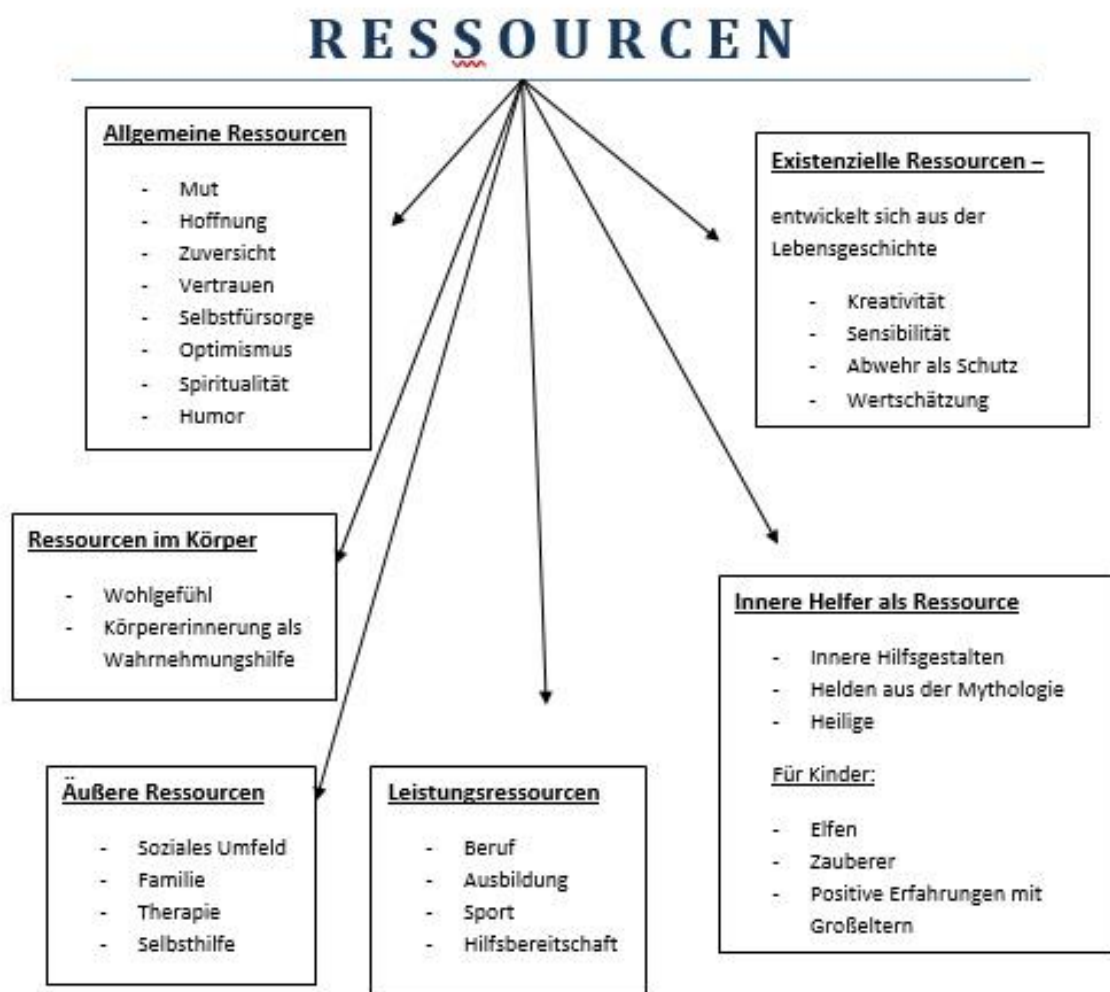 RESSOURCEN
Allgemeine Ressourcen
- Mut
- Hoffnung
- Zuversicht
- Vertrauen
- Selbstfürsorge
- Optimismus
- Spiritualität
- Humor
Existenzielle Ressourcen –
entwickelt sich aus der
Lebensgeschichte
- Kreativität
- Sensibilität
- Abwehr als Schutz
- Wertschätzung
Ressourcen im Körper
- Wohlgefühl
- Körpererinnerung als
Wahrnehmungshilfe
Innere Helfer als Ressource
- Innere Hilfsgestalten
- Helden aus der Mythologie
- Heilige
Für Kinder:
- Elfen
- Zauberer
- Positive Erfahrungen mit
Großeltern
Äußere Ressourcen
- Soziales Umfeld
- Familie
- Therapie
- Selbsthilfe
Leistungsressourcen
- Beruf
- Ausbildung
- Sport
- Hilfsbereitschaft